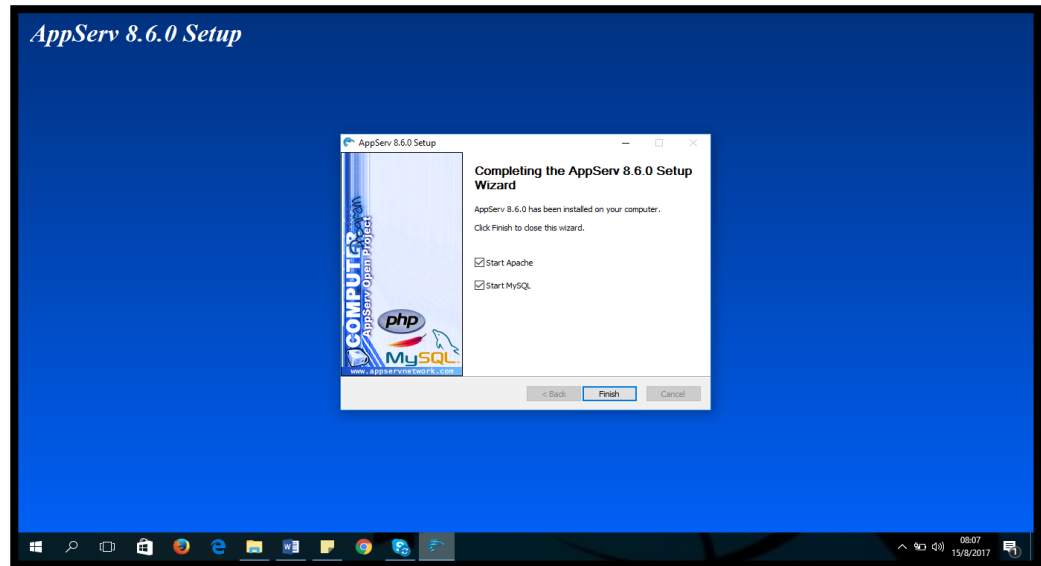 AppServ 8.6.0 Setup
AppServ 8.6.0 Setup
Completing the AppServ 8.6.0 Setup
Wizard
AppServ 8.6.0 has been installed on your computer.
Click Finish to close this wizard.
Start Apache
Start MySQL
COMPUTER
Program
AppServ Open Project
php
MySQL
www.appservnetwork.com
< Back
Finish
Cancel
08:07
15/8/2017
1